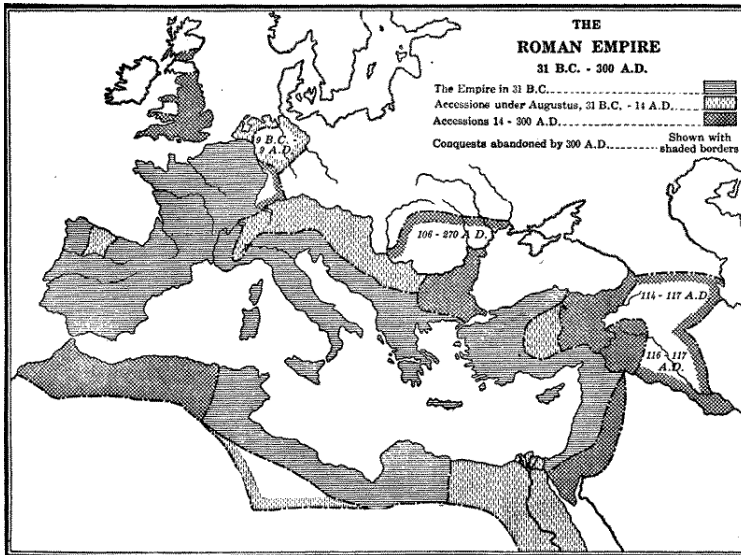 THE
ROMAN EMPIRE
31 B.C. - 300 A.D.
The Empire in 31 B.C.
Accessions under Augustus, 31 B.C. - 14 A.D.
Accessions 14 - 300 A.D.
Conquests abandoned by 300 A.D. Shown with shaded borders
9 B.C.
9 A.D.
106 - 270 A.D.
114 - 117 A.D.
116 - 117
A.D.